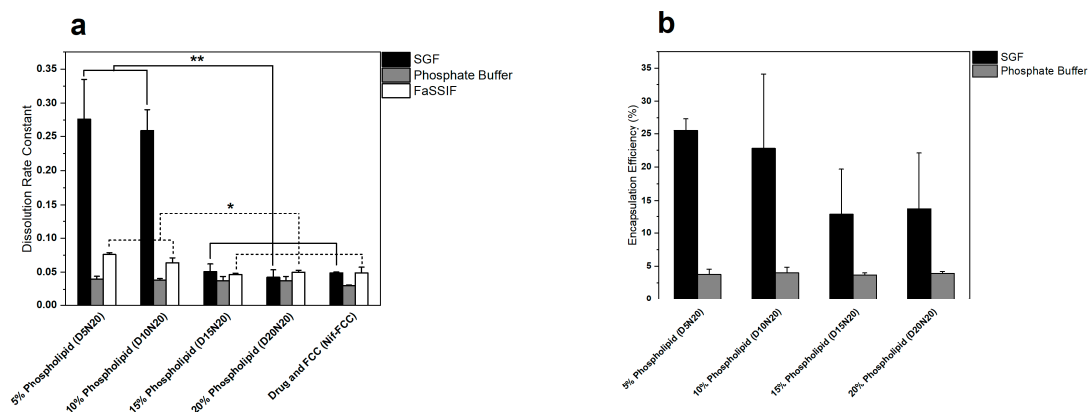 a
SGF
Phosphate Buffer
FaSSIF
**
*
Dissolution Rate Constant
0.35
0.30
0.25
0.20
0.15
0.10
0.05
0.00
5% Phospholipid (D5N20)
10% Phospholipid (D10N20)
15% Phospholipid (D15N20)
20% Phospholipid (D20N20)
Drug and FCC (Nif-FCC)
b
SGF
Phosphate Buffer
Encapsulation Efficiency (%)
35
30
25
20
15
10
5
0
5% Phospholipid (D5N20)
10% Phospholipid (D10N20)
15% Phospholipid (D15N20)
20% Phospholipid (D20N20)